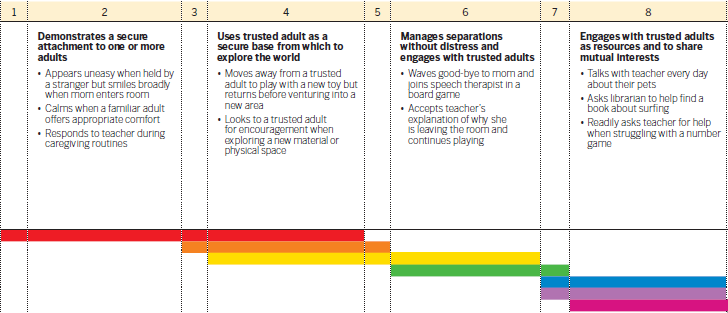 1 2 3 4 5 6 7 8
Demonstrates a secure
attachment to one or more
adults
• Appears uneasy when held by
a stranger but smiles broadly
when mom enters room
• Calms when a familiar adult
offers appropriate comfort
• Responds to teacher during
caregiving routines
Uses trusted adult as a
secure base from which to
explore the world
• Moves away from a trusted
adult to play with a new toy but
returns before venturing into a
new area
• Looks to a trusted adult
for encouragement when
exploring a new material or
physical space
Manages separations
without distress and
engages with trusted adults
• Waves good-bye to mom and
joins speech therapist in a
board game
• Accepts teacher's
explanation of why she
is leaving the room and
continues playing
Engages with trusted adults
as resources and to share
mutual interests
• Talks with teacher every day
about their pets
• Asks librarian to help find a
book about surfing
• Readily asks teacher for help
when struggling with a number
game